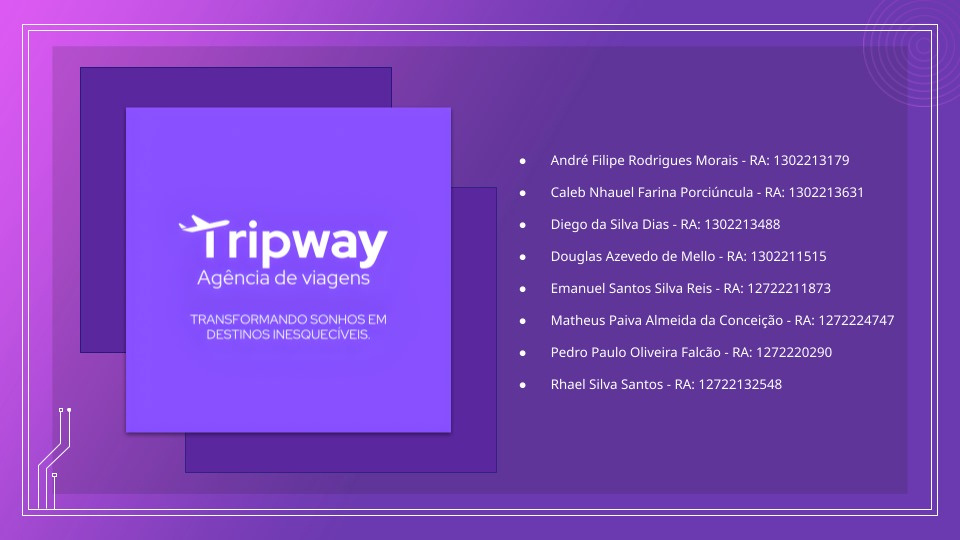 Tripway
Agência de viagens
TRANSFORMANDO SONHOS EM
DESTINOS INESQUECÍVEIS.
● André Filipe Rodrigues Morais - RA: 1302213179
● Caleb Nhauel Farina Porciúncula - RA: 1302213631
● Diego da Silva Dias - RA: 1302213488
● Douglas Azevedo de Mello - RA: 1302211515
● Emanuel Santos Silva Reis - RA: 12722211873
● Matheus Paiva Almeida da Conceição - RA: 1272224747
● Pedro Paulo Oliveira Falcão - RA: 1272220290
● Rhael Silva Santos - RA: 12722132548